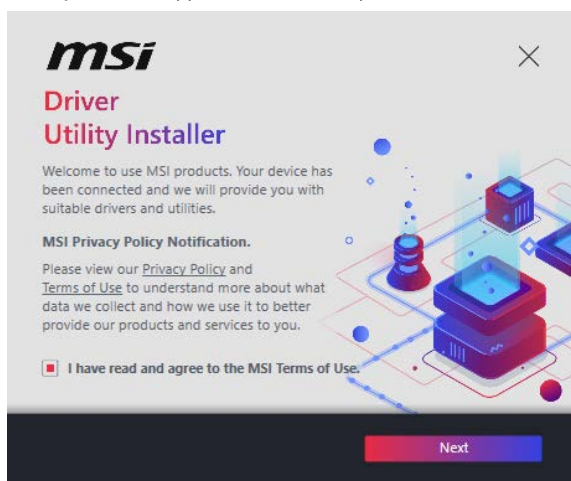 msi
Driver
Utility Installer
Welcome to use MSI products. Your device has
been connected and we will provide you with
suitable drivers and utilities.
MSI Privacy Policy Notification.
Please view our Privacy Policy and
Terms of Use to understand more about what
data we collect and how we use it to better
provide our products and services to you.
I have read and agree to the MSI Terms of Use.
Next